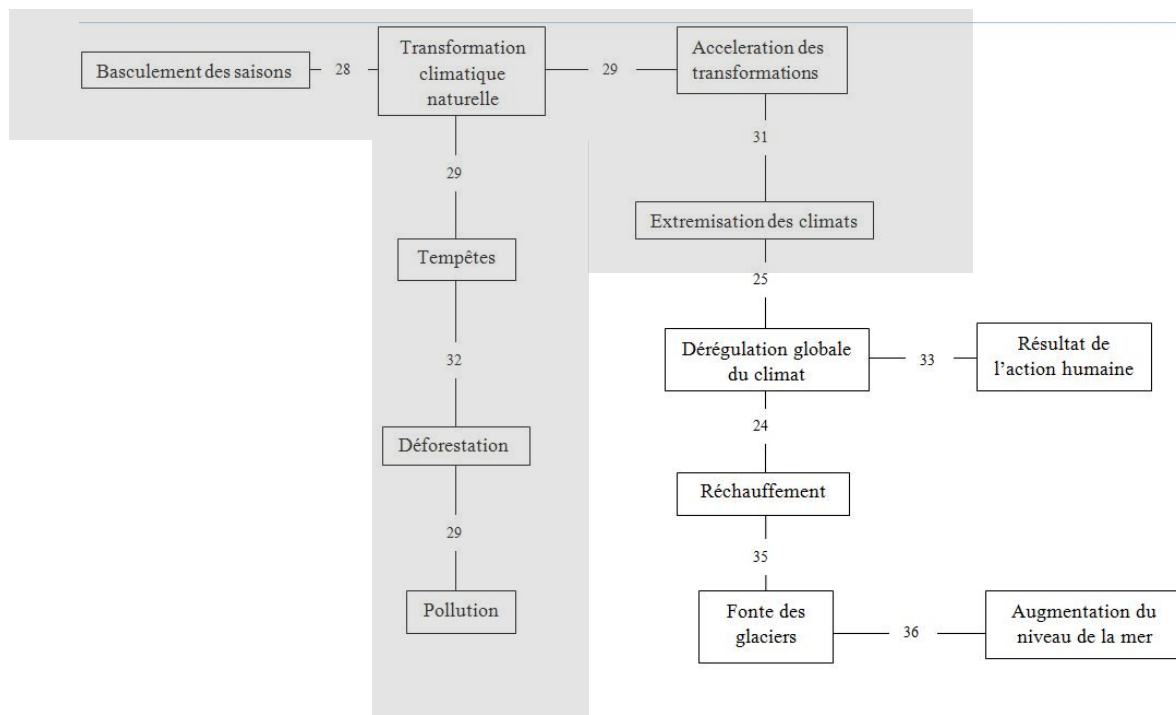 Basculement des saisons
28
Transformation
climatique
naturelle
29
Acceleration des
transformations
29
31
Extremisation des climats
Tempêtes
25
32
Dérégulation globale
du climat
33
Résultat de
l'action humaine
24
Déforestation
Réchauffement
29
35
Pollution
Fonte des
glaciers
36
Augmentation du
niveau de la mer